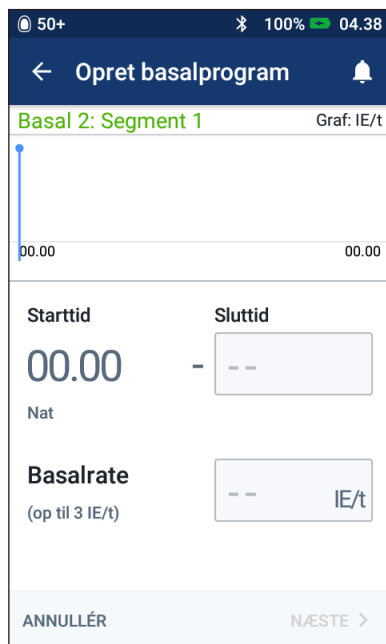 50+ 100% 04.38
Opret basalprogram
Basal 2: Segment 1 Graf: IE/t
00.00 00.00
Starttid Sluttid
00.00 - --
Nat
Basalrate -- IE/t
(op til 3 IE/t)
ANNULLÉR NÆSTE